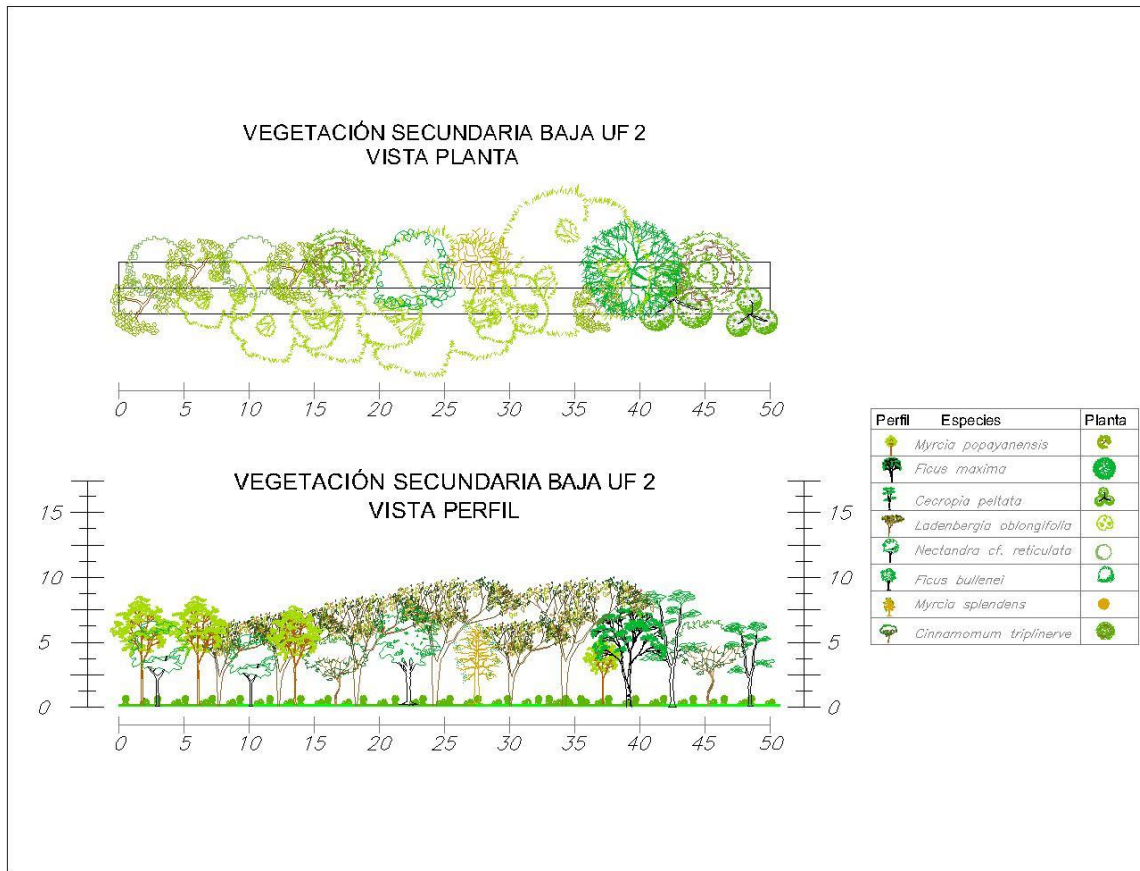 VEGETACIÓN SECUNDARIA BAJA UF 2
VISTA PLANTA
0 5 10 15 20 25 30 35 40 45 50
VEGETACIÓN SECUNDARIA BAJA UF 2
VISTA PERFIL
15 15
10 10
5 5
0 0
0 5 10 15 20 25 30 35 40 45 50
Perfil Especies Planta
Myrcia popayanensis
Ficus maxima
Cecropia peltata
Ladenbergia oblongifolia
Nectandra cf. reticulata
Ficus bullenei
Myrcia splendens
Cinnamomum triplinerve